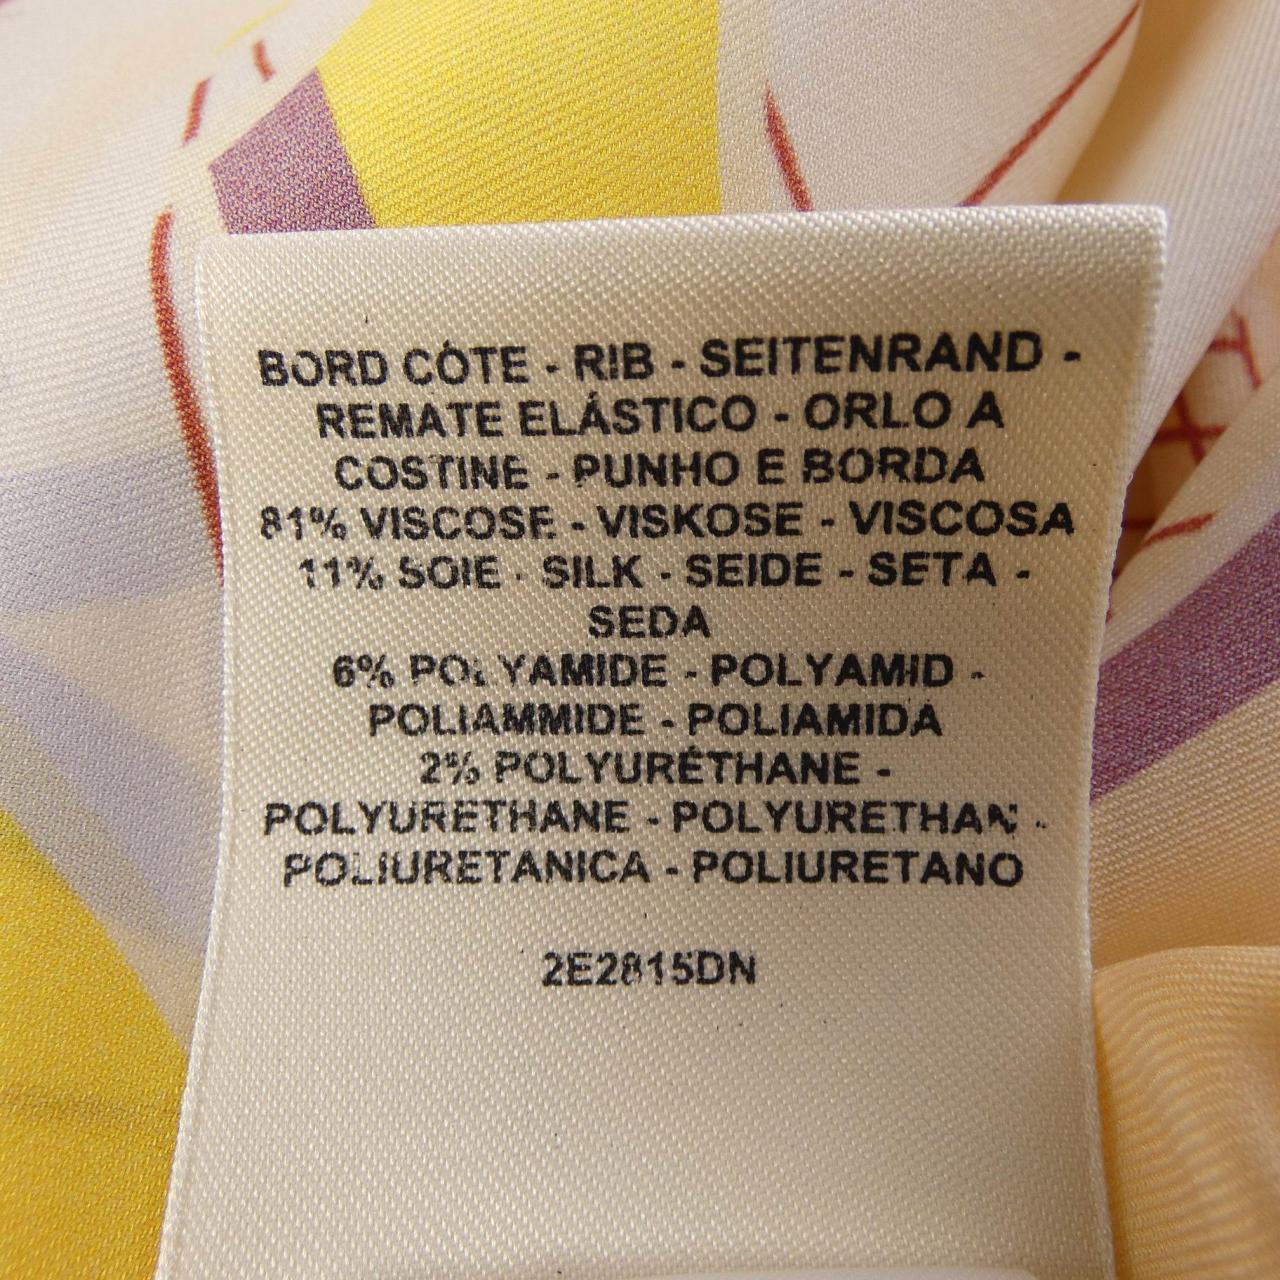 BORD CÔTE - RIB - SEITENRAND -
REMATE ELÁSTICO - ORLO A
COSTINE - PUNHO E BORDA
81% VISCOSE - VISKOSE - VISCOSA
11% SOIE - SILK - SEIDE - SETA -
SEDA
6% POLYAMIDE - POLYAMID -
POLIAMMIDE - POLIAMIDA
2% POLYURÉTHANE -
POLYURETHANE - POLYURETHAN -
POLIURETANICA - POLIURETANO
2E2815DN